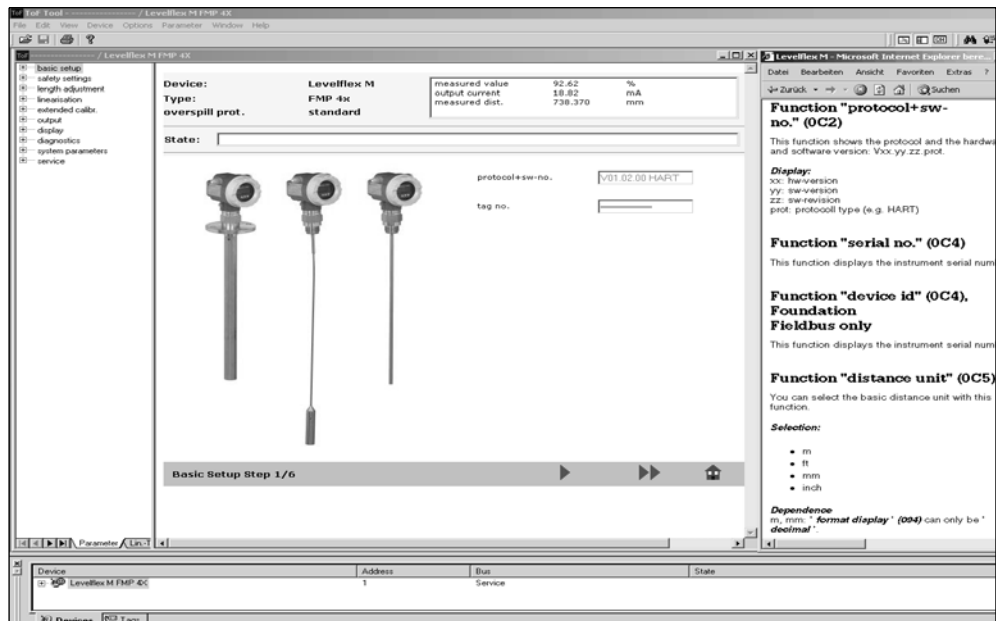 ToF Tool - / Levelflex M FMP 4X
File Edit View Device Options Parameter Window Help
/ Levelflex M FMP 4X
basic setup
safety settings
length adjustment
linearisation
extended calibr.
output
display
diagnostics
system parameters
service
Device: Levelflex M
Type: FMP 4x
overspill prot. standard
measured value 92.62 %
output current 18.82 mA
measured dist. 738.370 mm
State:
protocol+sw-no. V01.02.00 HART
tag no.
Basic Setup Step 1/6
Parameter Lin.-T
Levelflex M - Microsoft Internet Explorer bere...
Datei Bearbeiten Ansicht Favoriten Extras ?
Zurück Suchen
Function "protocol+sw-
no." (0C2)
This function shows the protocol and the hardwa
and software version: Vxx.yy.zz.prot.
Display:
xx: hw-version
yy: sw-version
zz: sw-revision
prot: protocoll type (e.g. HART)
Function "serial no." (0C4)
This function displays the instrument serial num
Function "device id" (0C4),
Foundation
Fieldbus only
This function displays the instrument serial num
Function "distance unit" (0C5)
You can select the basic distance unit with this
function.
Selection:
• m
• ft
• mm
• inch
Dependence
m, mm: " format display " (094) can only be "
decimal ".
Device Address Bus State
Levelflex M FMP 4X 1 Service
Devices Tags